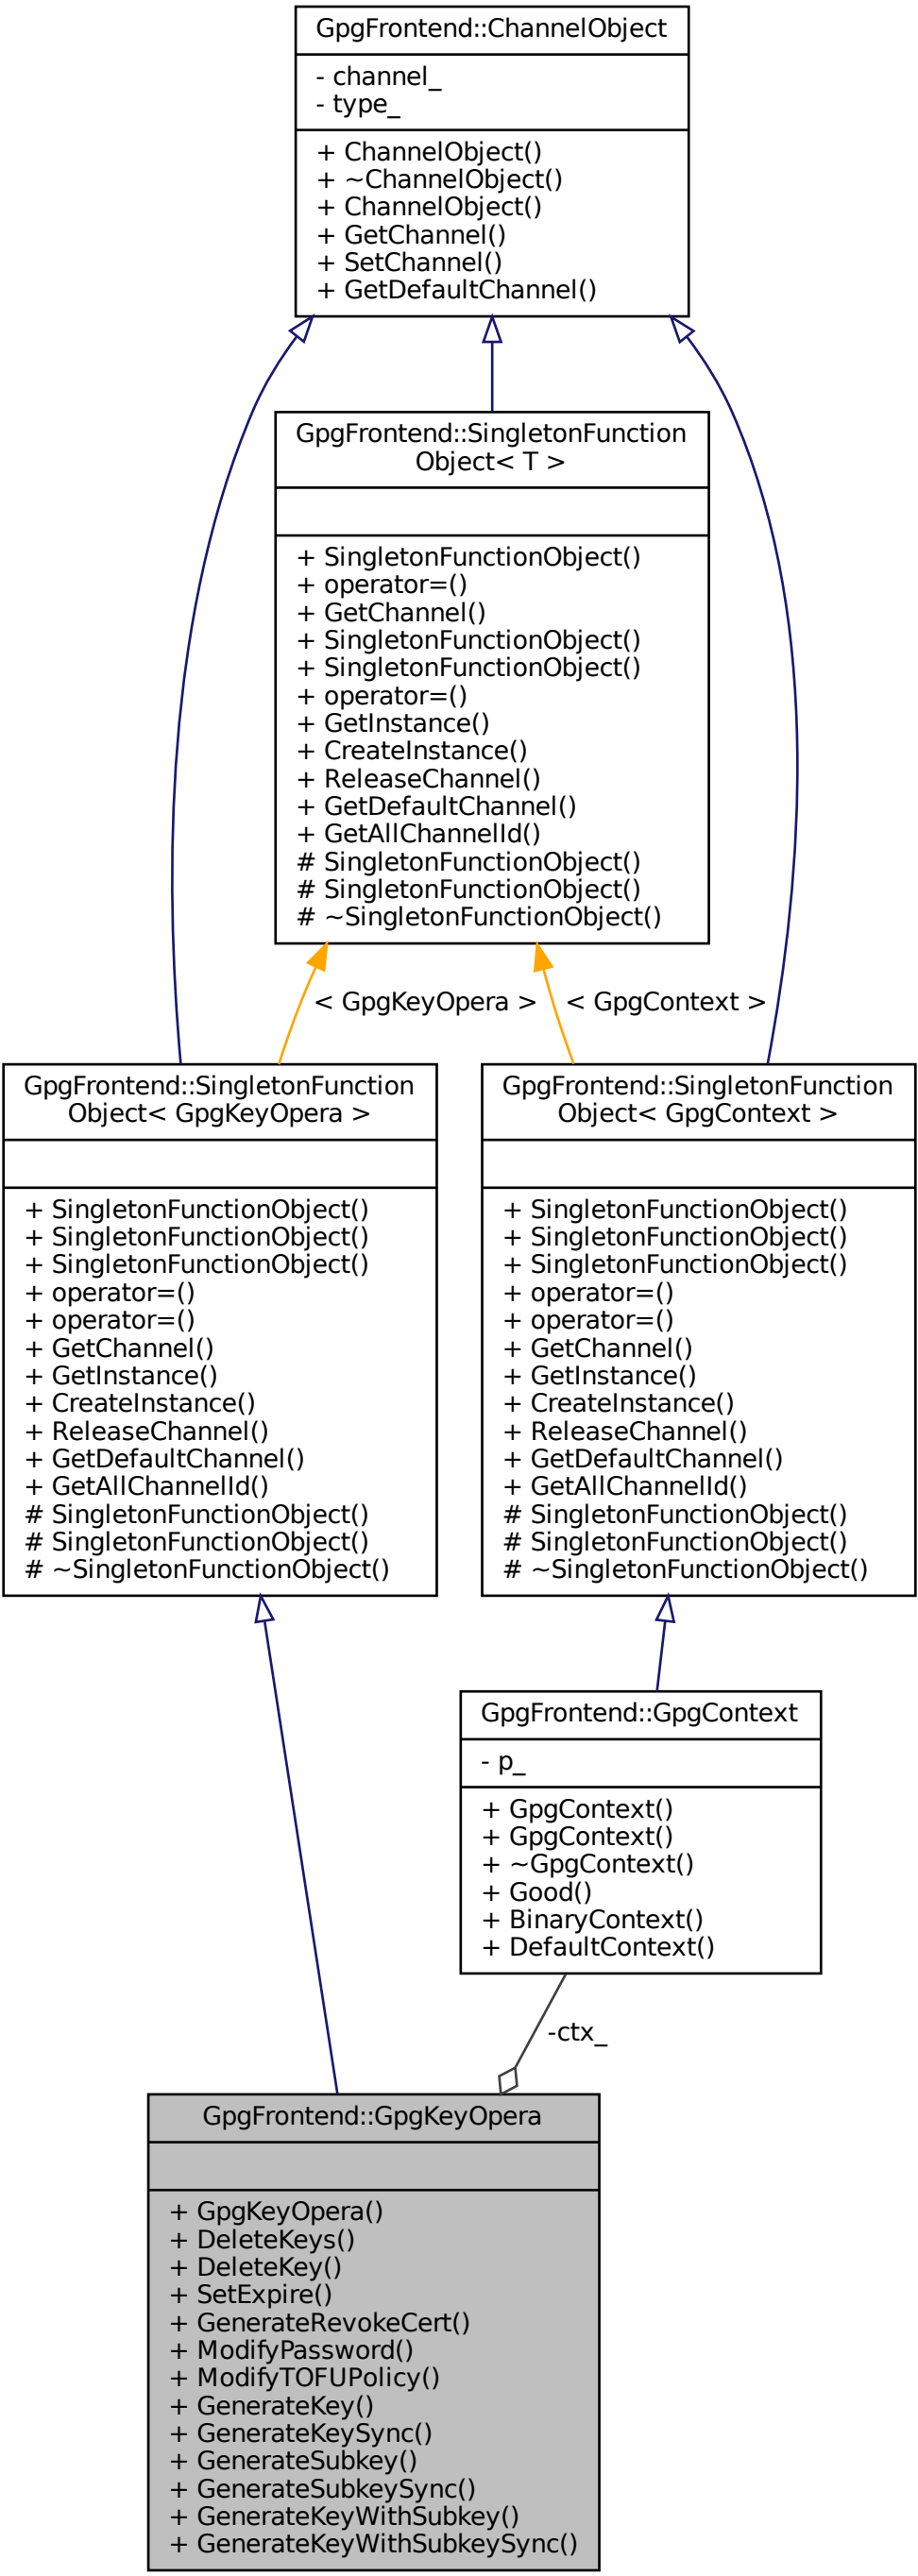 GpgFrontend::ChannelObject
- channel_
- type_
+ ChannelObject()
+ ~ChannelObject()
+ ChannelObject()
+ GetChannel()
+ SetChannel()
+ GetDefaultChannel()
GpgFrontend::SingletonFunction
Object< T >
+ SingletonFunctionObject()
+ operator=()
+ GetChannel()
+ SingletonFunctionObject()
+ SingletonFunctionObject()
+ operator=()
+ GetInstance()
+ CreateInstance()
+ ReleaseChannel()
+ GetDefaultChannel()
+ GetAllChannelId()
# SingletonFunctionObject()
# SingletonFunctionObject()
# ~SingletonFunctionObject()
< GpgKeyOpera >
< GpgContext >
GpgFrontend::SingletonFunction
Object< GpgKeyOpera >
+ SingletonFunctionObject()
+ SingletonFunctionObject()
+ SingletonFunctionObject()
+ operator=()
+ operator=()
+ GetChannel()
+ GetInstance()
+ CreateInstance()
+ ReleaseChannel()
+ GetDefaultChannel()
+ GetAllChannelId()
# SingletonFunctionObject()
# SingletonFunctionObject()
# ~SingletonFunctionObject()
GpgFrontend::SingletonFunction
Object< GpgContext >
+ SingletonFunctionObject()
+ SingletonFunctionObject()
+ SingletonFunctionObject()
+ operator=()
+ operator=()
+ GetChannel()
+ GetInstance()
+ CreateInstance()
+ ReleaseChannel()
+ GetDefaultChannel()
+ GetAllChannelId()
# SingletonFunctionObject()
# SingletonFunctionObject()
# ~SingletonFunctionObject()
GpgFrontend::GpgContext
- p_
+ GpgContext()
+ GpgContext()
+ ~GpgContext()
+ Good()
+ BinaryContext()
+ DefaultContext()
-ctx_
GpgFrontend::GpgKeyOpera
+ GpgKeyOpera()
+ DeleteKeys()
+ DeleteKey()
+ SetExpire()
+ GenerateRevokeCert()
+ ModifyPassword()
+ ModifyTOFUPolicy()
+ GenerateKey()
+ GenerateKeySync()
+ GenerateSubkey()
+ GenerateSubkeySync()
+ GenerateKeyWithSubkey()
+ GenerateKeyWithSubkeySync()